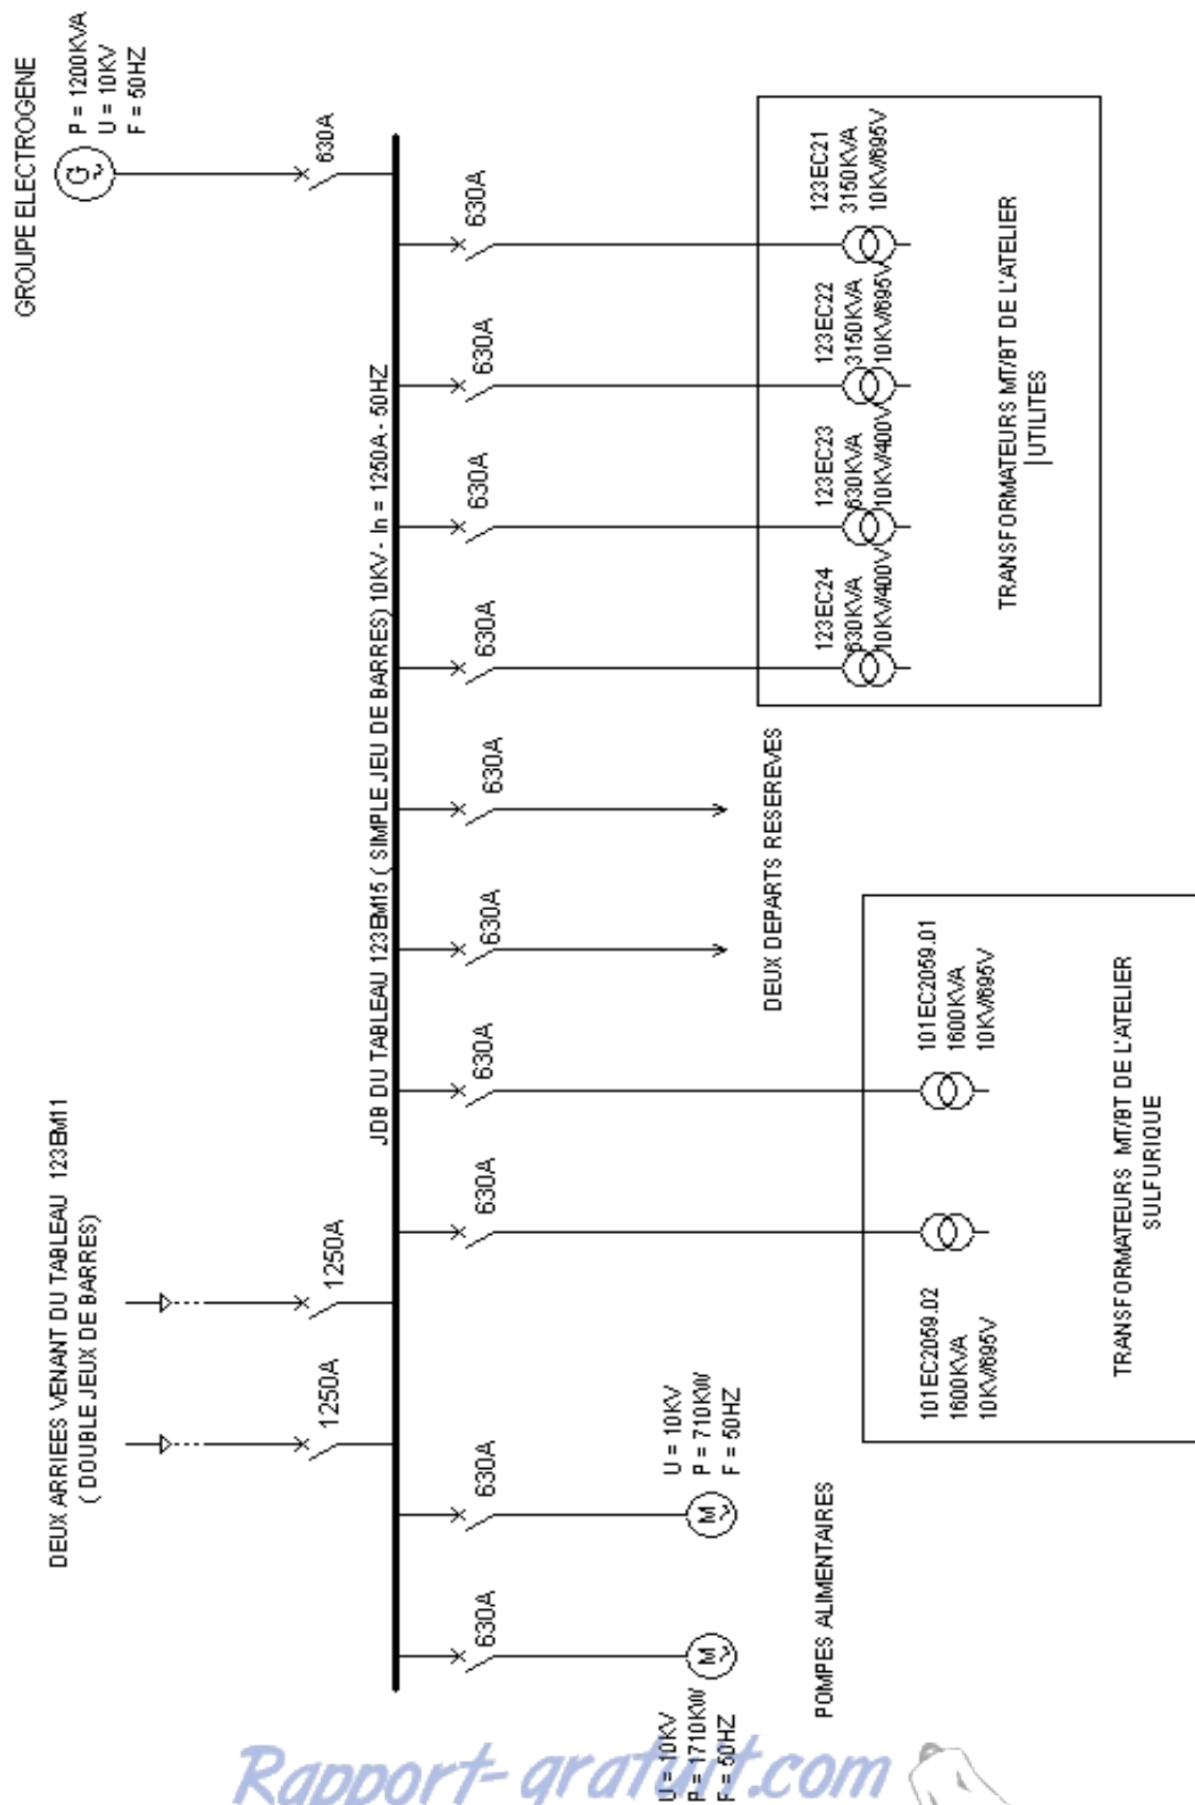 GROUPE ELECTROGENE
P = 1200KVA
U = 10KV
F = 50HZ
630A
DEUX ARRIEES VENANT DU TABLEAU 123EM11
( DOUBLE JEUX DE BARRES)
1250A
1250A
JDB DU TABLEAU 123EM15 ( SIMPLE JEU DE BARRES) 10KV - In = 1250A - 50HZ
630A
630A
630A
630A
630A
630A
630A
630A
630A
630A
U = 10KV
P = 1710KW
F = 50HZ
U = 10KV
P = 710KW
F = 50HZ
POMPES ALIMENTAIRES
101EC2059.02
1600KVA
10KV/695V
101EC2059.01
1600KVA
10KV/695V
TRANSFORMATEURS MT/BT DE L'ATELIER
SULFURIQUE
DEUX DEPARTS RESEREVES
123EC24
630KVA
10KV/400V
123EC23
630KVA
10KV/400V
123EC22
3150KVA
10KV/695V
123EC21
3150KVA
10KV/695V
TRANSFORMATEURS MT/BT DE L'ATELIER
UTILITES
G
M
M
Rapport-gratuit.com